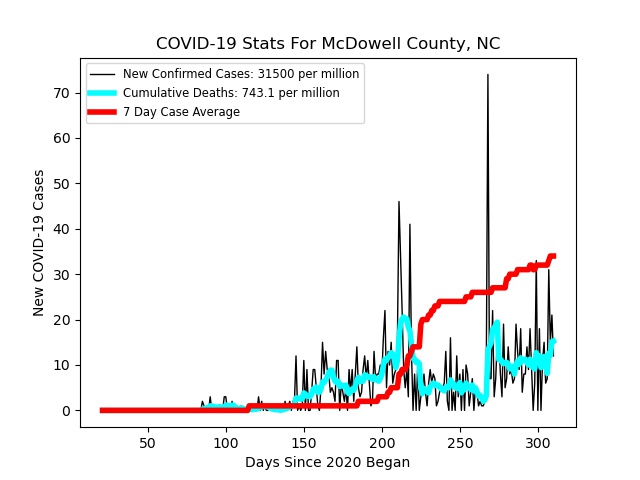 COVID-19 Stats For McDowell County, NC
New Confirmed Cases: 31500 per million
Cumulative Deaths: 743.1 per million
7 Day Case Average
New COVID-19 Cases
70
60
50
40
30
20
10
0
50 100 150 200 250 300
Days Since 2020 Began